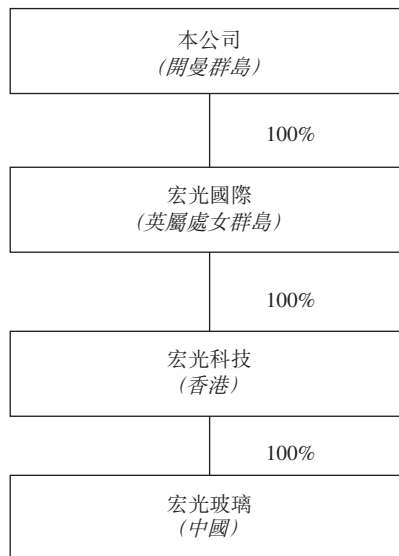 本公司
(開曼群島)
100%
宏光國際
(英屬處女群島)
100%
宏光科技
(香港)
100%
宏光玻璃
(中國)